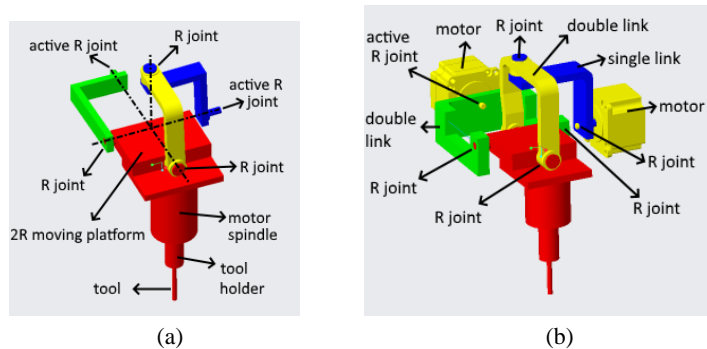 active R joint
R joint
active R
joint
R joint
R joint
2R moving platform
motor
spindle
tool
holder
tool
(a)
motor
R joint
double link
active
R joint
single link
motor
double
link
R joint
R joint
R joint
R joint
(b)